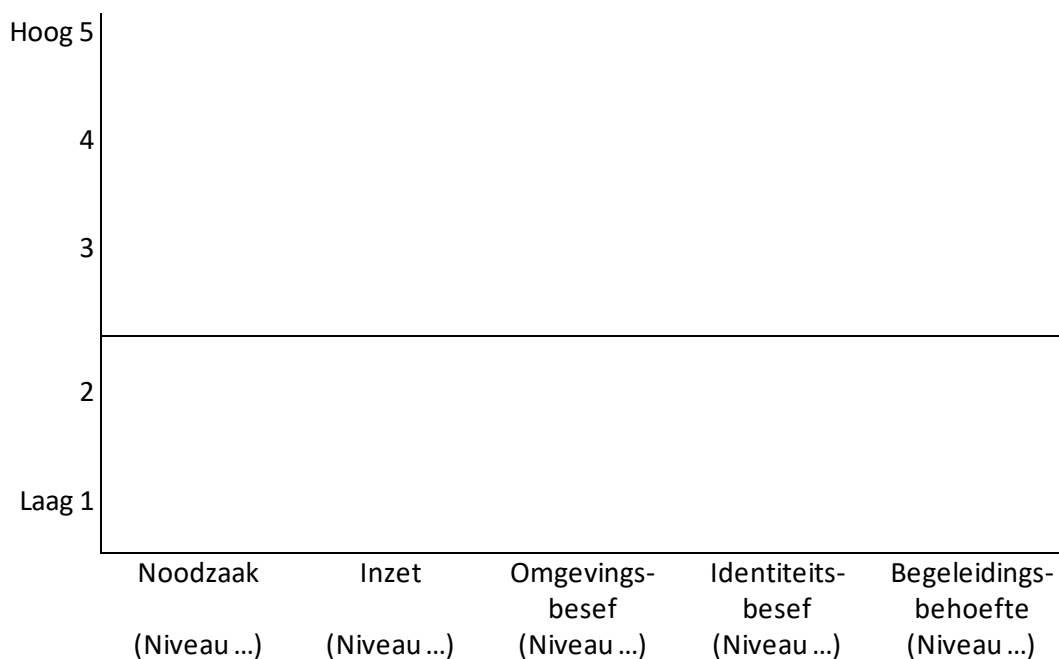 Hoog 5
4
3
2
Laag 1
Noodzaak Inzet Omgevings- Identiteits- Begeleidings-
besef besef behoefte
(Niveau ...) (Niveau ...) (Niveau ...) (Niveau ...) (Niveau ...)